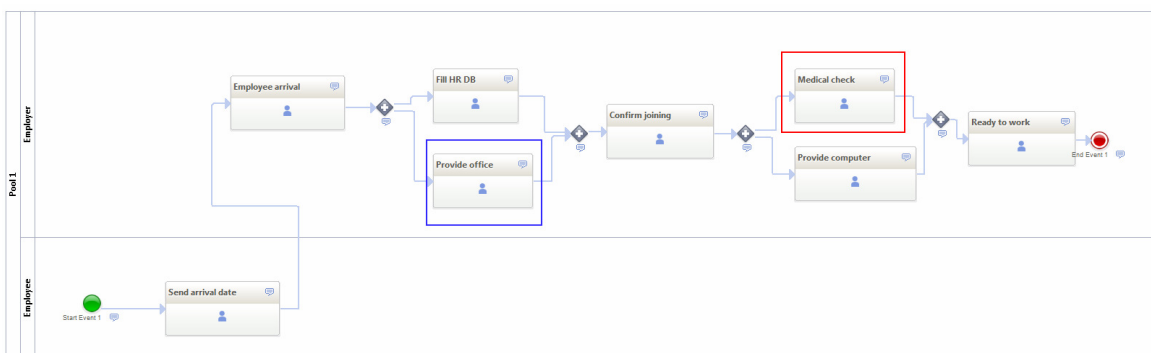 Pool 1
Employer
Employee arrival
Fill HR DB
Provide office
Confirm joining
Medical check
Provide computer
Ready to work
End Event 1
Employee
Start Event 1
Send arrival date